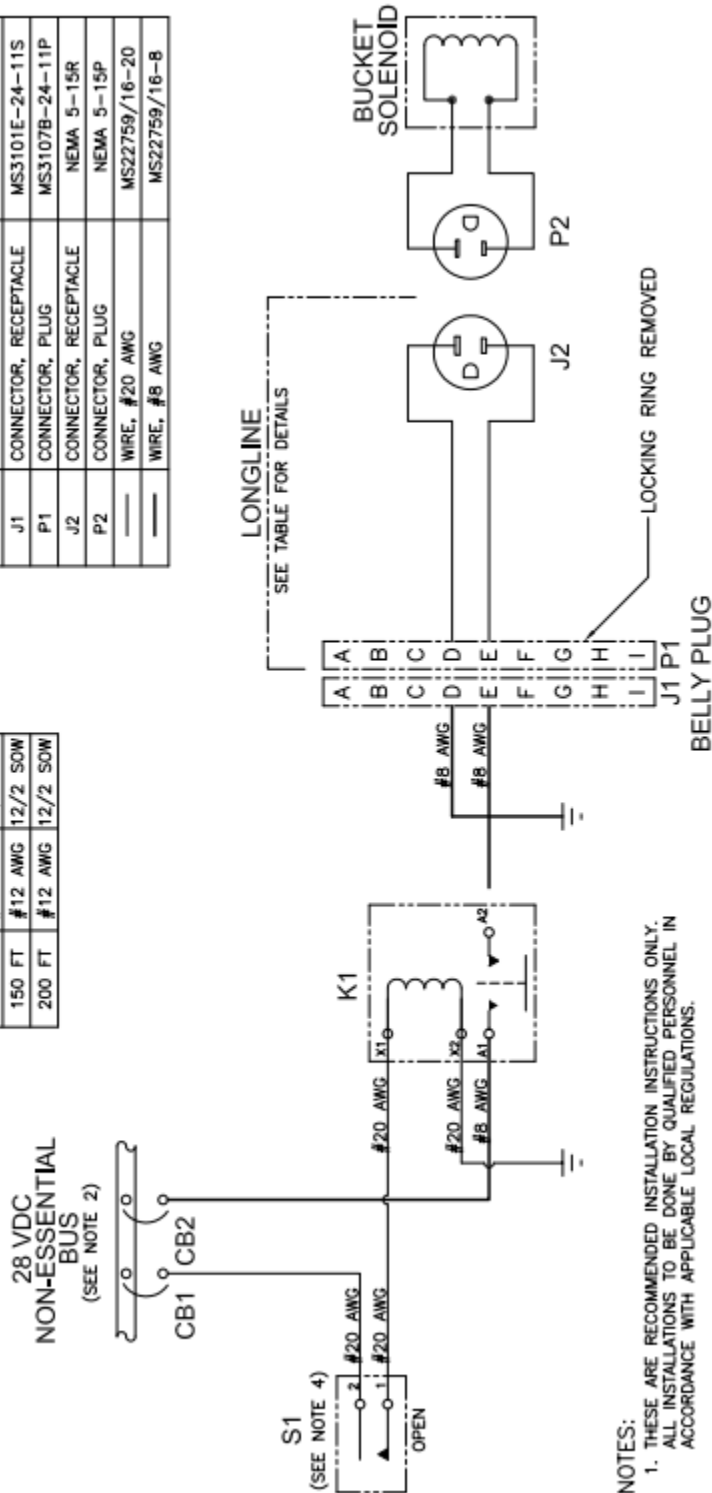 J1 CONNECTOR, RECEPTACLE MS3101E-24-11S
P1 CONNECTOR, PLUG MS3107B-24-11P
J2 CONNECTOR, RECEPTACLE NEMA 5-15R
P2 CONNECTOR, PLUG NEMA 5-15P
WIRE, #20 AWG MS22759/16-20
WIRE, #8 AWG MS22759/16-8
150 FT #12 AWG 12/2 SOW
200 FT #12 AWG 12/2 SOW
28 VDC
NON-ESSENTIAL
BUS
(SEE NOTE 2)
CB1
CB2
S1
(SEE NOTE 4)
2
1
OPEN
#20 AWG
#20 AWG
#20 AWG
#20 AWG
#8 AWG
K1
X1
X2
A1
A2
#8 AWG
#8 AWG
LONGLINE
SEE TABLE FOR DETAILS
A A
B B
C C
D D
E E
F F
G G
H H
I I
J1 P1
BELLY PLUG
LOCKING RING REMOVED
J2
P2
BUCKET
SOLENOID
NOTES:
1. THESE ARE RECOMMENDED INSTALLATION INSTRUCTIONS ONLY.
ALL INSTALLATIONS TO BE DONE BY QUALIFIED PERSONNEL IN
ACCORDANCE WITH APPLICABLE LOCAL REGULATIONS.